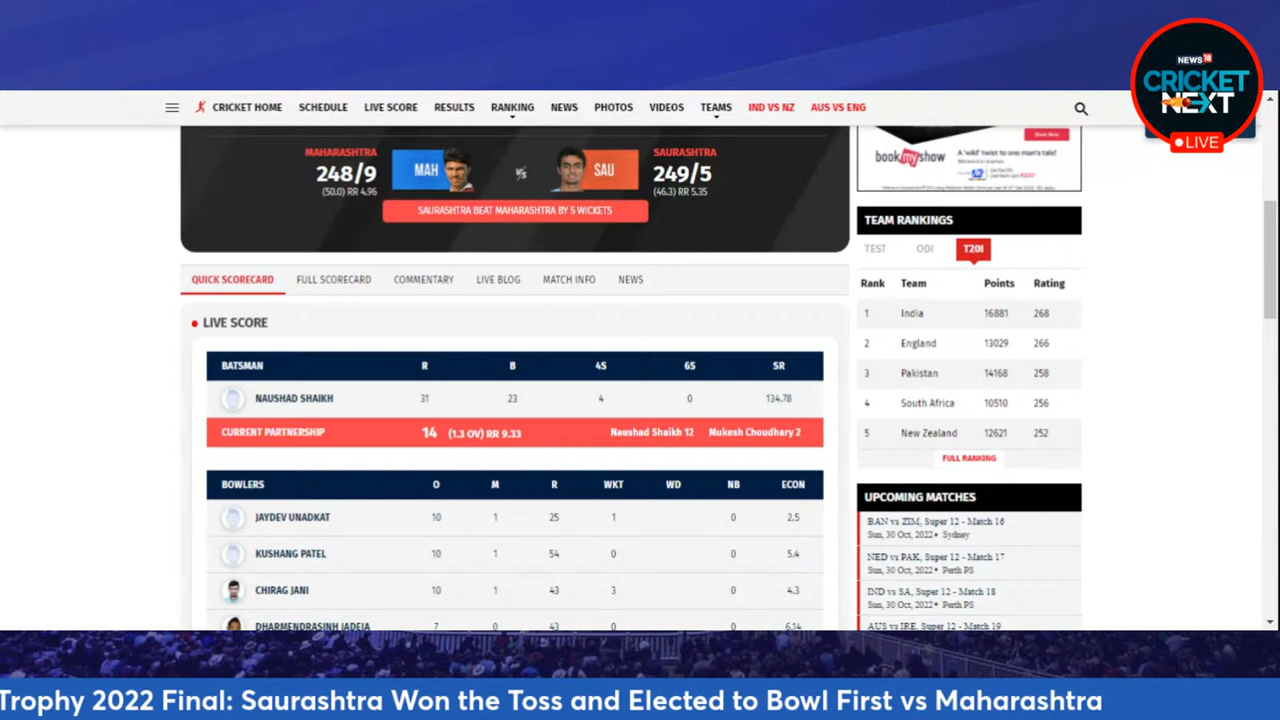 NEWS 18
CRICKET
NEXT
LIVE
CRICKET HOME SCHEDULE LIVE SCORE RESULTS RANKING NEWS PHOTOS VIDEOS TEAMS IND VS NZ AUS VS ENG
MAHARASHTRA
248/9
(50.0) RR 4.96
MAH
V/S
SAU
SAURASHTRA
249/5
(46.3) RR 5.35
SAURASHTRA BEAT MAHARASHTRA BY 5 WICKETS
Book Now
bookmyshow
A 'wild' twist to one man's tale!
QUICK SCORECARD FULL SCORECARD COMMENTARY LIVE BLOG MATCH INFO NEWS
LIVE SCORE
BATSMAN R B 4S 6S SR
NAUSHAD SHAIKH 31 23 4 0 134.78
CURRENT PARTNERSHIP 14 (1.3 OV) RR 9.33 Naushad Shaikh 12 Mukesh Choudhary 2
BOWLERS O M R WKT WD NB ECON
JAYDEV UNADKAT 10 1 25 1 0 2.5
KUSHANG PATEL 10 1 54 0 0 5.4
CHIRAG JANI 10 1 43 3 0 4.3
DHARMENDRASINH JADEJA 7 0 43 0 0 6.14
TEAM RANKINGS
TEST ODI T20I
Rank Team Points Rating
1 India 16881 268
2 England 13029 266
3 Pakistan 14168 258
4 South Africa 10510 256
5 New Zealand 12621 252
FULL RANKING
UPCOMING MATCHES
BAN vs ZIM, Super 12 - Match 16
Sun, 30 Oct, 2022 • Sydney
NED vs PAK, Super 12 - Match 17
Sun, 30 Oct, 2022 • Perth PS
IND vs SA, Super 12 - Match 18
Sun, 30 Oct, 2022 • Perth PS
AUS vs IRE, Super 12 - Match 19
Trophy 2022 Final: Saurashtra Won the Toss and Elected to Bowl First vs Maharashtra